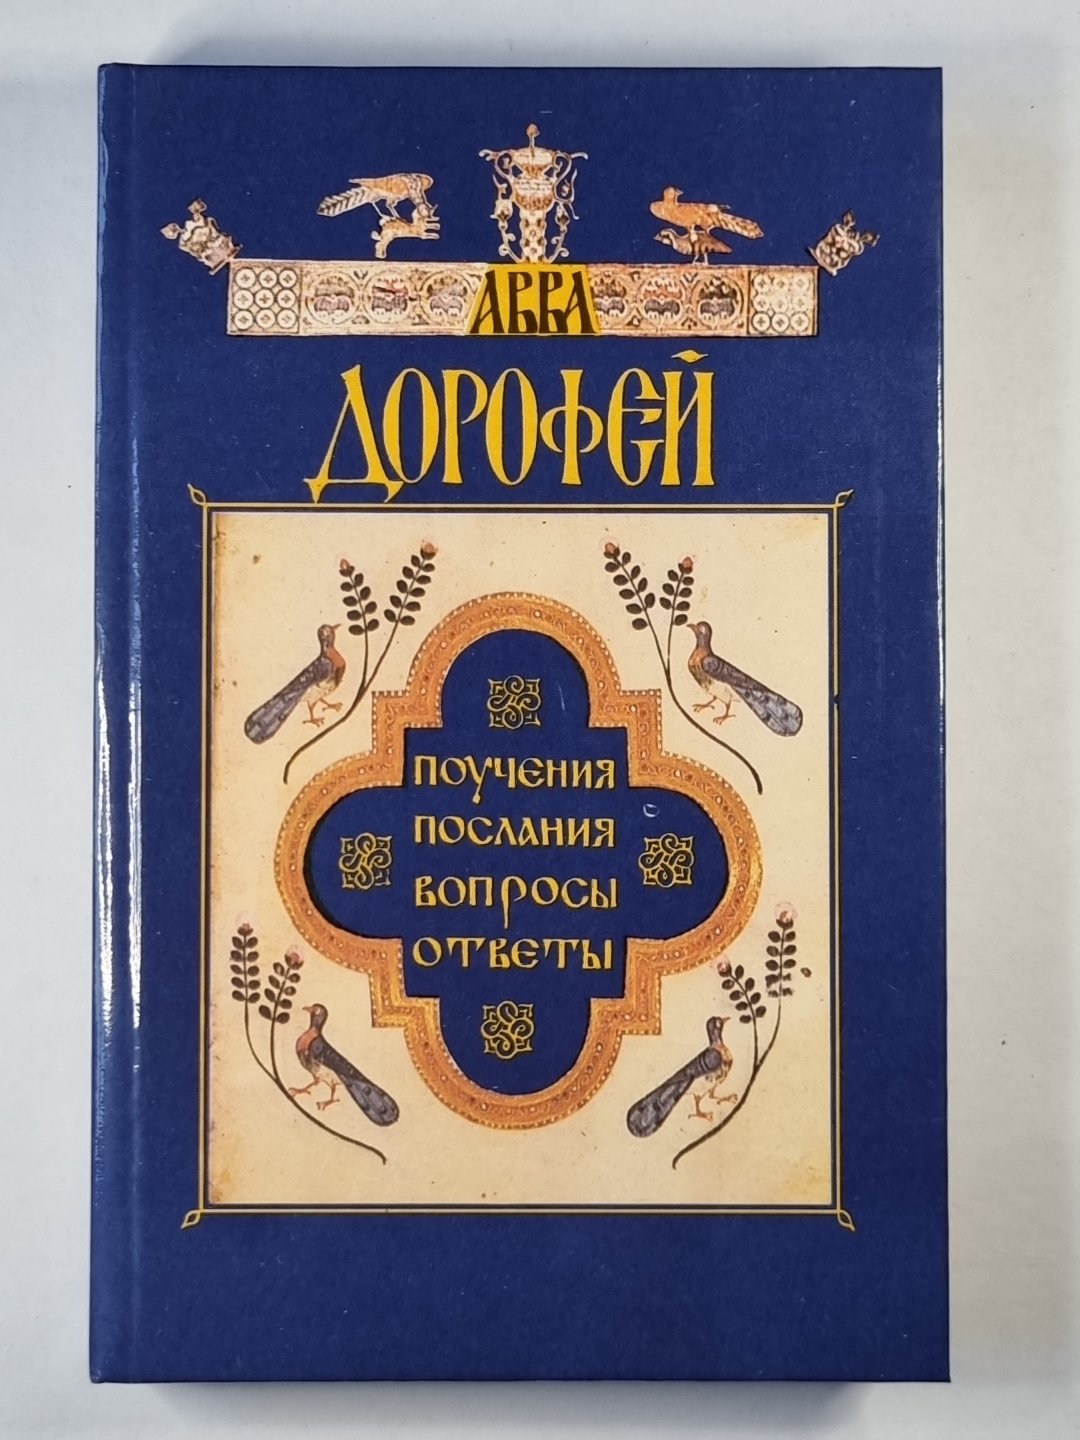 АВВА
ДОРОФЕЙ
ПОУЧЕНИЯ
ПОСЛАНИЯ
ВОПРОСЫ
ОТВЕТЫ